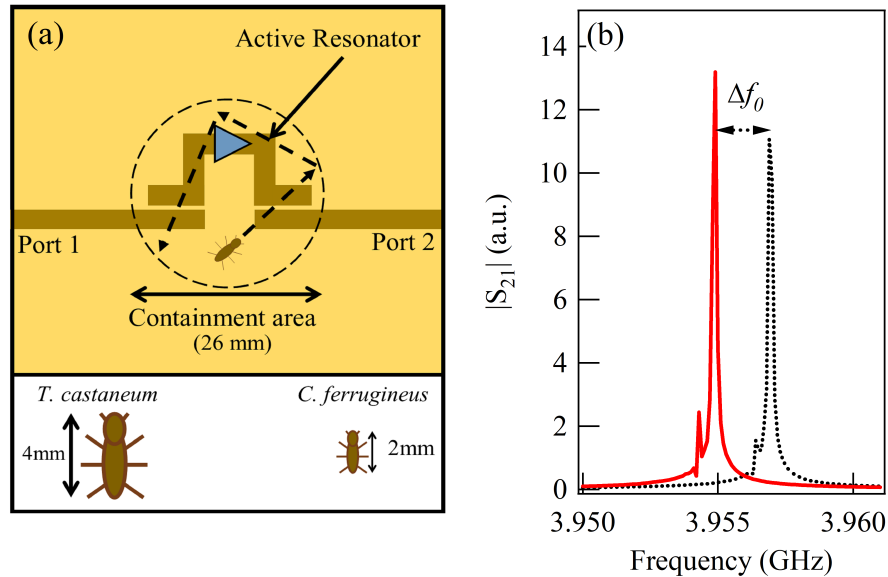 (a)
Active Resonator
Port 1
Port 2
Containment area
(26 mm)
T. castaneum
C. ferrugineus
4mm
2mm
(b)
Δf₀
|S₂₁| (a.u.)
14
12
10
8
6
4
2
0
3.950
3.955
3.960
Frequency (GHz)